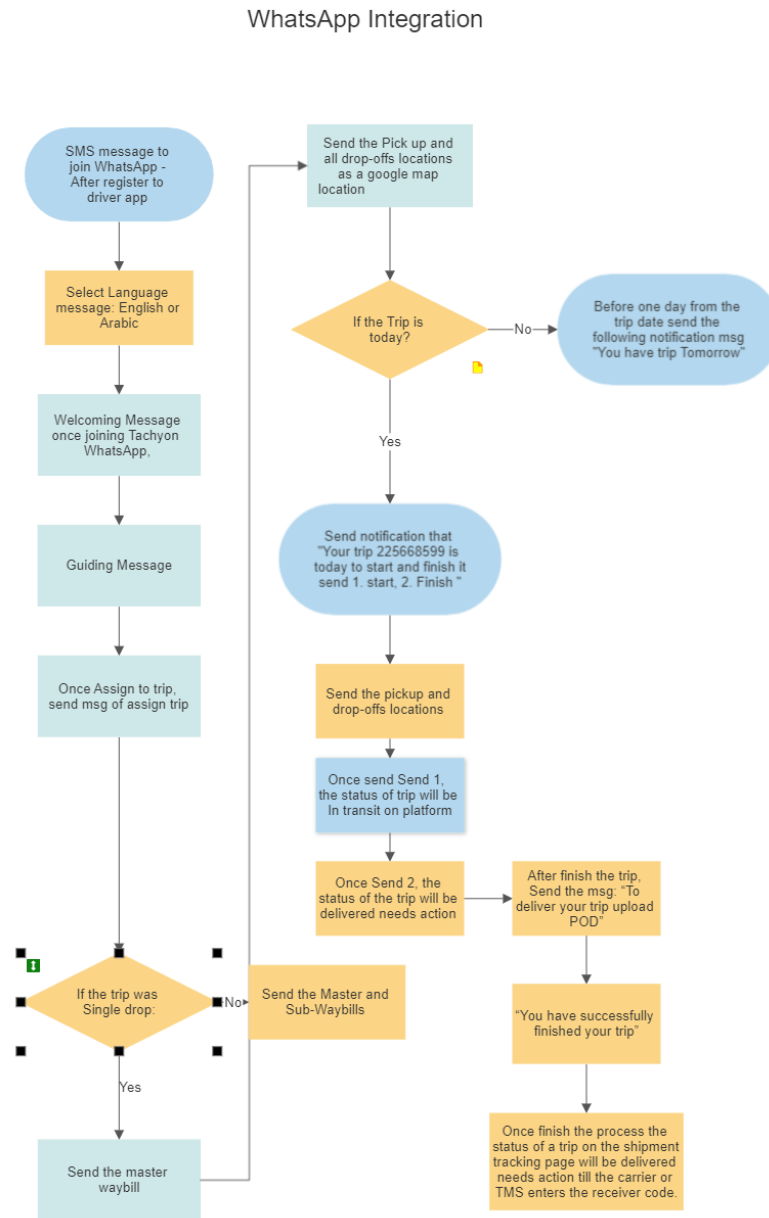 WhatsApp Integration
SMS message to
join WhatsApp -
After register to
driver app
Select Language
message: English or
Arabic
Welcoming Message
once joining Tachyon
WhatsApp,
Guiding Message
Once Assign to trip,
send msg of assign trip
If the trip was
Single drop:
No
Send the Master and
Sub-Waybills
Yes
Send the master
waybill
Send the Pick up and
all drop-offs locations
as a google map
location
If the Trip is
today?
No
Before one day from the
trip date send the
following notification msg
"You have trip Tomorrow"
Yes
Send notification that
"Your trip 225668599 is
today to start and finish it
send 1. start, 2. Finish "
Send the pickup and
drop-offs locations
Once send Send 1,
the status of trip will be
In transit on platform
Once Send 2, the
status of the trip will be
delivered needs action
After finish the trip,
Send the msg: “To
deliver your trip upload
POD”
“You have successfully
finished your trip”
Once finish the process the
status of a trip on the shipment
tracking page will be delivered
needs action till the carrier or
TMS enters the receiver code.